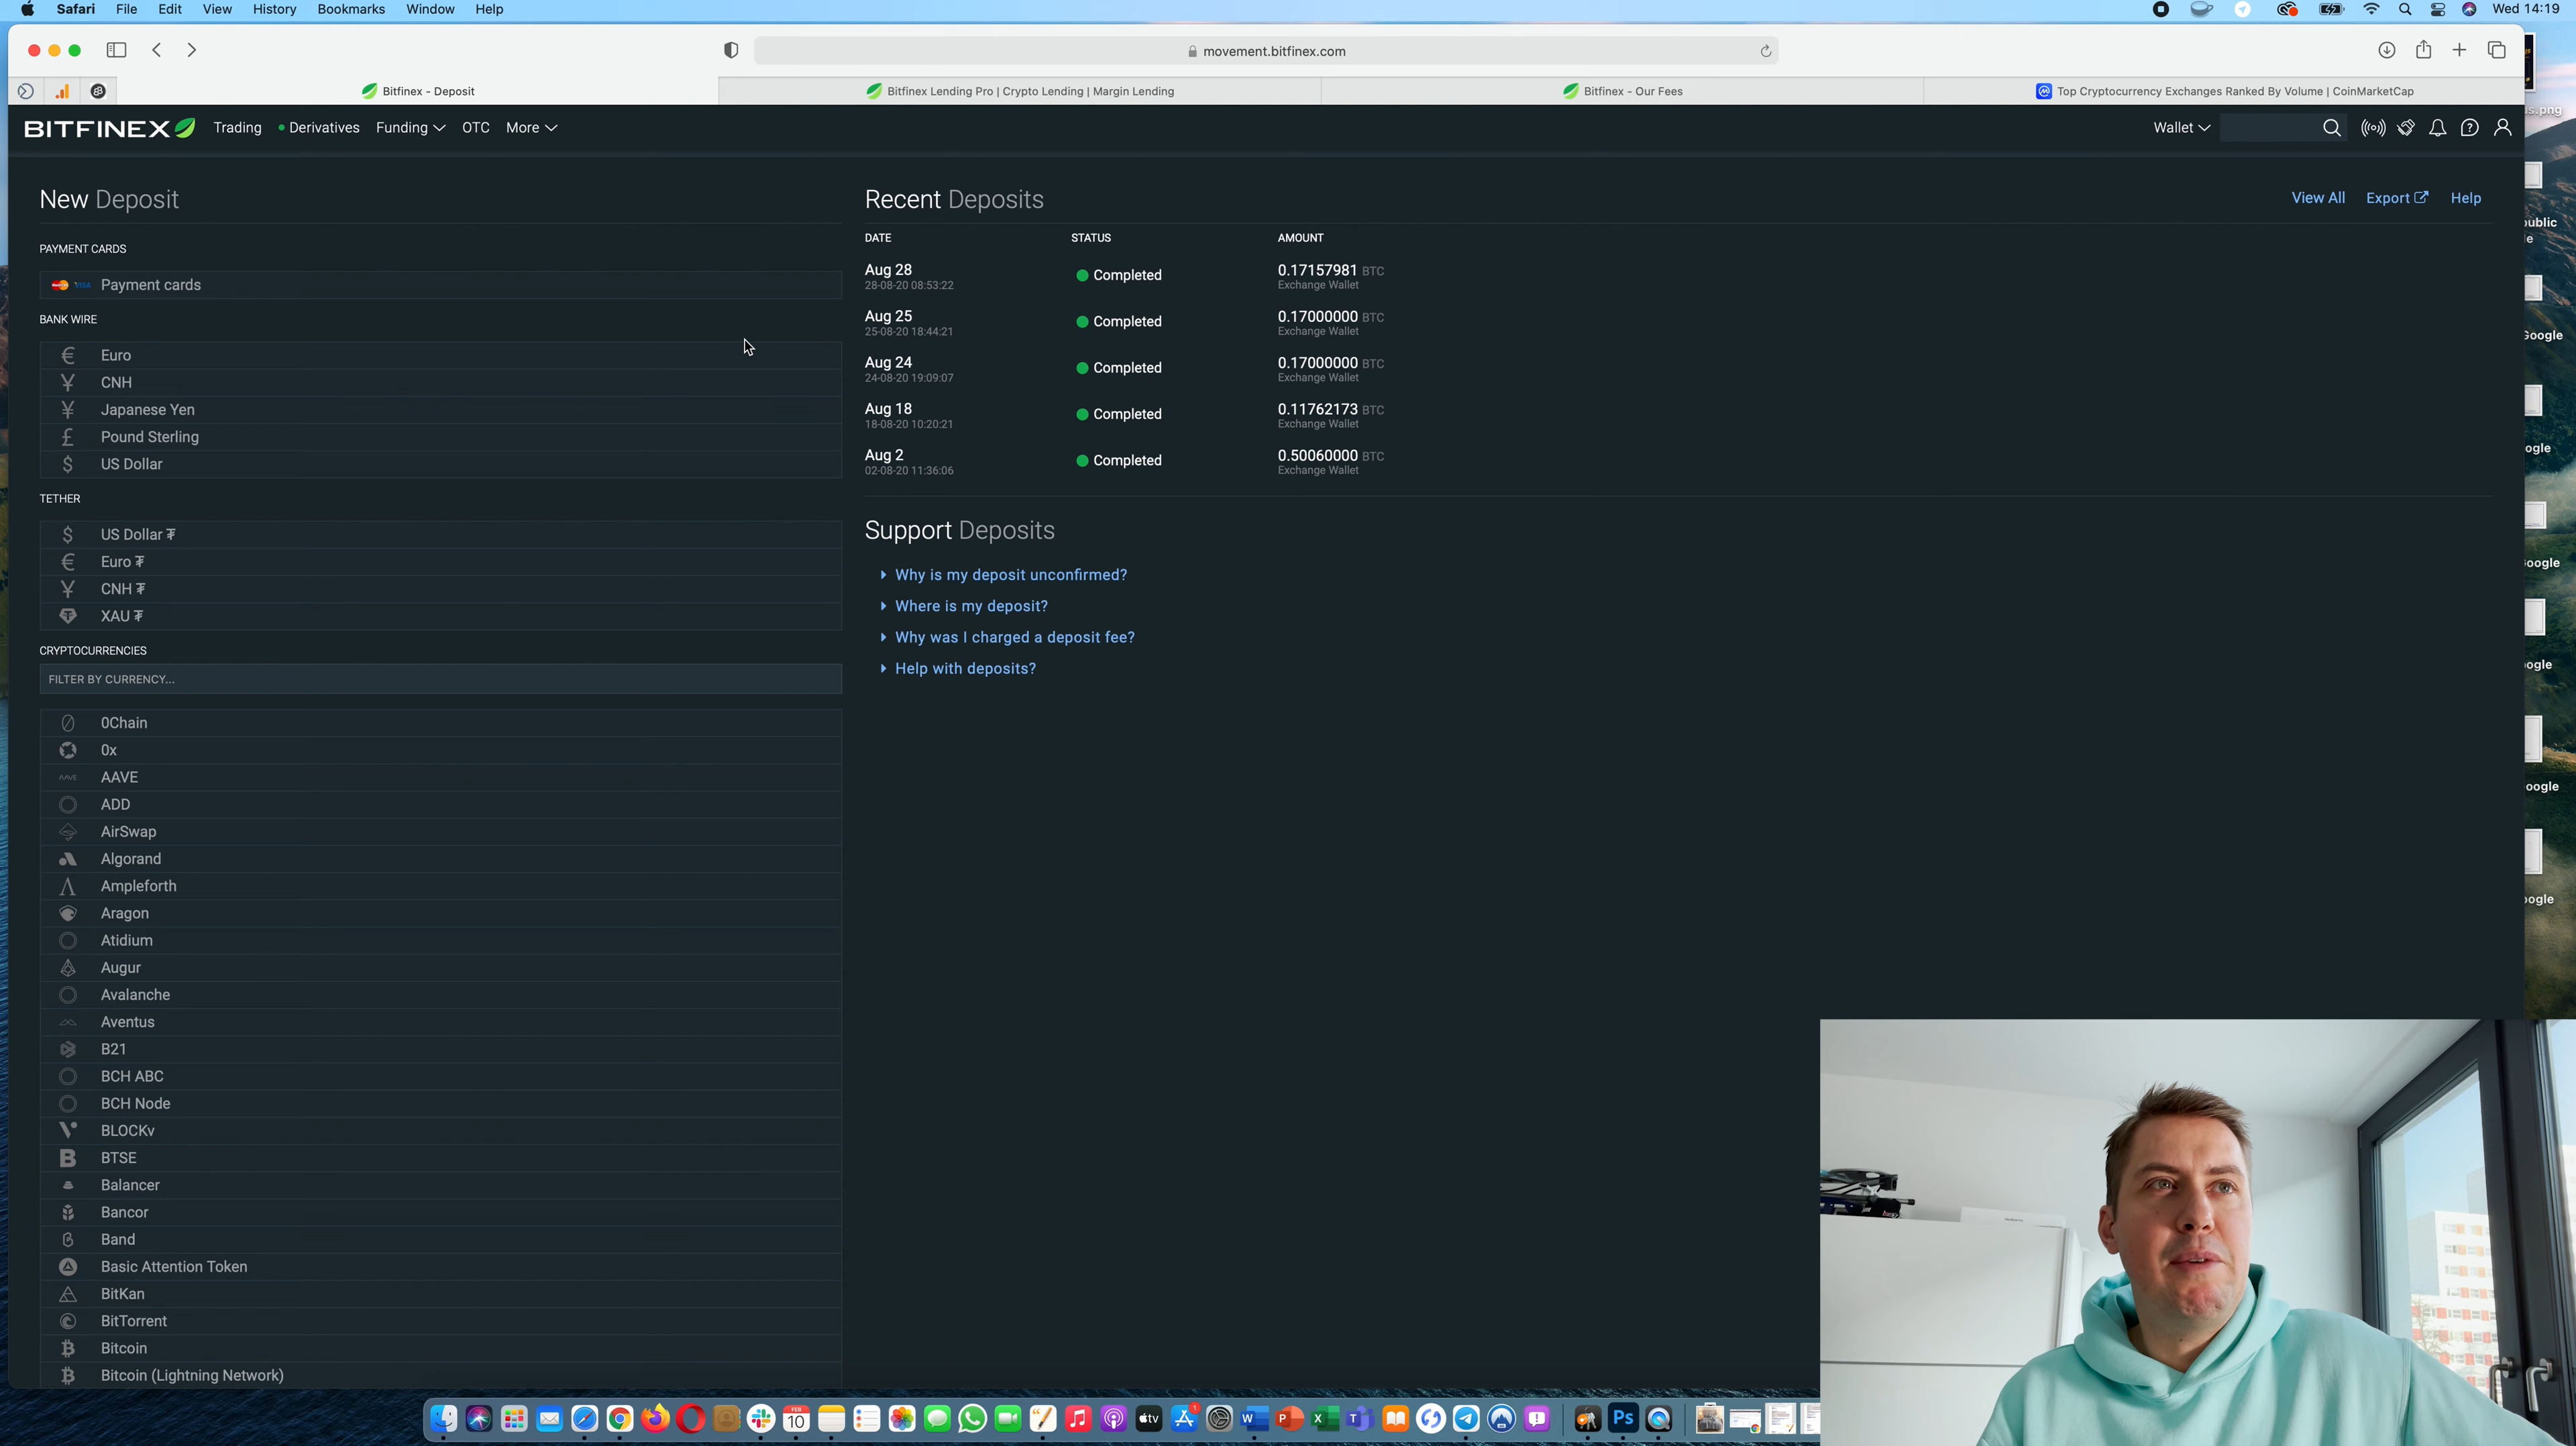 Safari File Edit View History Bookmarks Window Help
Wed 14:19
movement.bitfinex.com
Bitfinex - Deposit
Bitfinex Lending Pro | Crypto Lending | Margin Lending
Bitfinex - Our Fees
Top Cryptocurrency Exchanges Ranked By Volume | CoinMarketCap
BITFINEX Trading Derivatives Funding OTC More
Wallet
New Deposit
PAYMENT CARDS
Payment cards
BANK WIRE
€ Euro
¥ CNH
¥ Japanese Yen
£ Pound Sterling
$ US Dollar
TETHER
$ US Dollar ₮
€ Euro ₮
¥ CNH ₮
XAU ₮
CRYPTOCURRENCIES
FILTER BY CURRENCY...
0Chain
0x
AAVE
ADD
AirSwap
Algorand
Ampleforth
Aragon
Atidium
Augur
Avalanche
Aventus
B21
BCH ABC
BCH Node
BLOCKv
BTSE
Balancer
Bancor
Band
Basic Attention Token
BitKan
BitTorrent
Bitcoin
Bitcoin (Lightning Network)
Recent Deposits
View All Export Help
DATE STATUS AMOUNT
Aug 28 Completed 0.17157981 BTC
28-08-20 08:53:22 Exchange Wallet
Aug 25 Completed 0.17000000 BTC
25-08-20 18:44:21 Exchange Wallet
Aug 24 Completed 0.17000000 BTC
24-08-20 19:09:07 Exchange Wallet
Aug 18 Completed 0.11762173 BTC
18-08-20 10:20:21 Exchange Wallet
Aug 2 Completed 0.50060000 BTC
02-08-20 11:36:06 Exchange Wallet
Support Deposits
Why is my deposit unconfirmed?
Where is my deposit?
Why was I charged a deposit fee?
Help with deposits?
FEB
10
tv
1
Ps